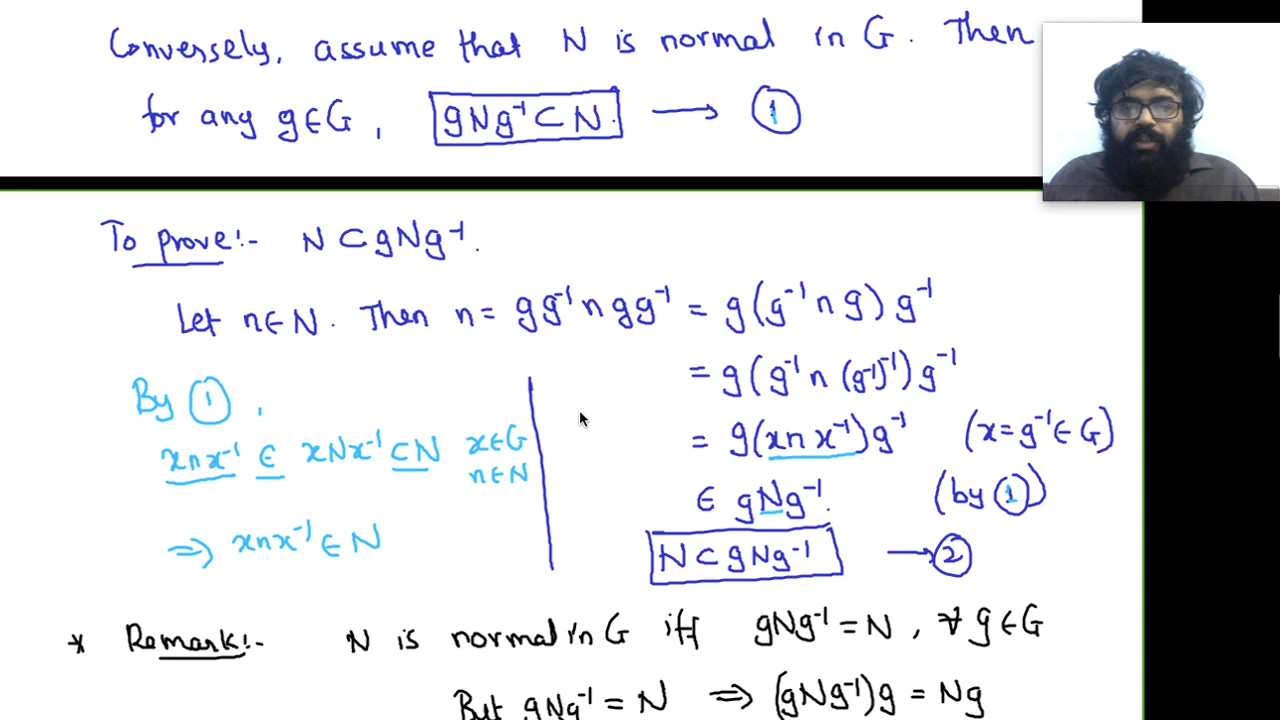 Conversely, assume that N is normal in G. Then
for any g∈G, gNg⁻¹⊂N. → ①
To prove:- N⊂gNg⁻¹.
Let n∈N. Then n = gg⁻¹ngg⁻¹ = g(g⁻¹ng)g⁻¹
= g(g⁻¹n(g⁻¹)⁻¹)g⁻¹
= g(xnx⁻¹)g⁻¹ (x=g⁻¹∈G)
∈ gNg⁻¹. (by ①)
N⊂gNg⁻¹ → ②
By ①,
xnx⁻¹ ∈ xNx⁻¹ ⊂N x∈G
n∈N
⇒ xnx⁻¹∈N
* Remark:- N is normal in G iff gNg⁻¹=N, ∀ g∈G
But gNg⁻¹=N ⇒ (gNg⁻¹)g = Ng